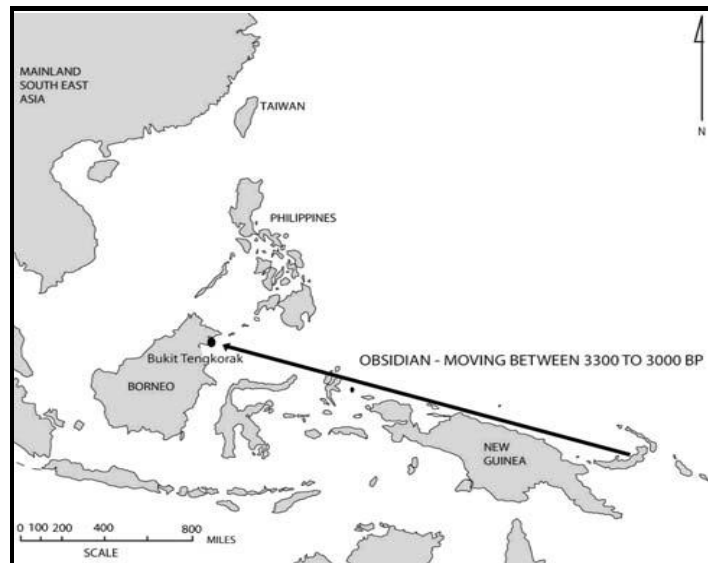 MAINLAND
SOUTH EAST
ASIA
TAIWAN
N
PHILIPPINES
Bukit Tengkorak
OBSIDIAN - MOVING BETWEEN 3300 TO 3000 BP
BORNEO
NEW
GUINEA
0 100 200 400 800
MILES
SCALE